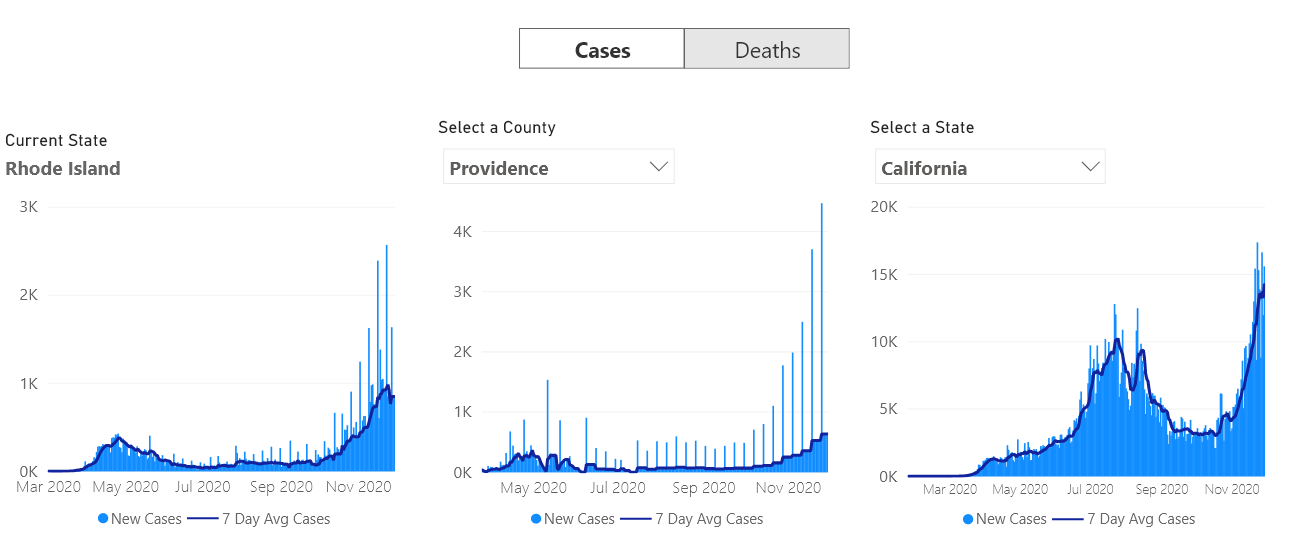 Cases Deaths
Current State
Rhode Island
3K
2K
1K
0K
Mar 2020 May 2020 Jul 2020 Sep 2020 Nov 2020
New Cases 7 Day Avg Cases
Select a County
Providence
4K
3K
2K
1K
0K
May 2020 Jul 2020 Sep 2020 Nov 2020
New Cases 7 Day Avg Cases
Select a State
California
20K
15K
10K
5K
0K
Mar 2020 May 2020 Jul 2020 Sep 2020 Nov 2020
New Cases 7 Day Avg Cases